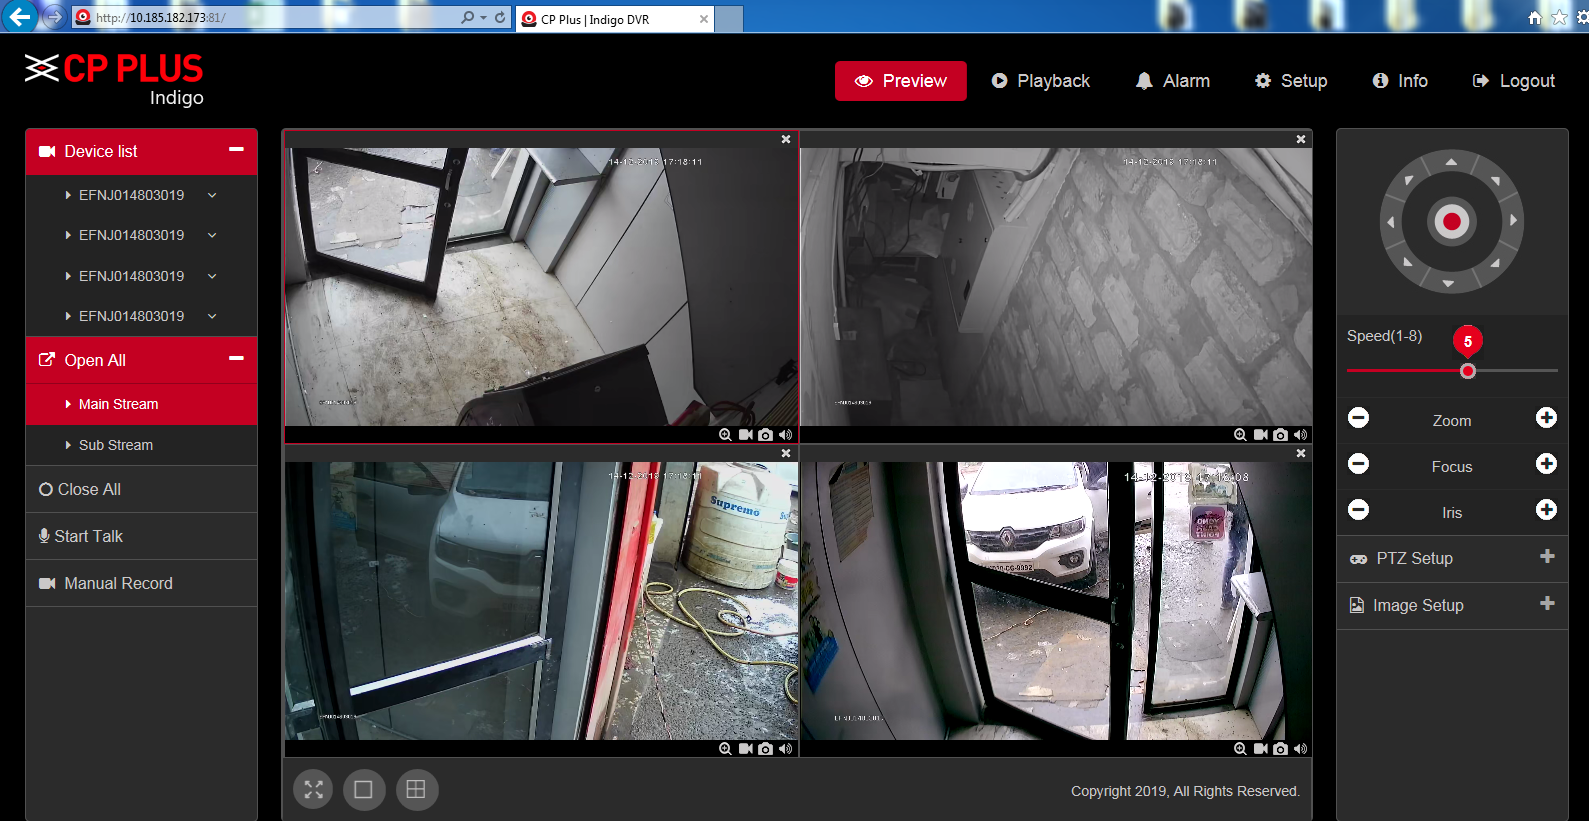 http://10.185.182.173:81/
CP Plus | Indigo DVR
CP PLUS
Indigo
Preview
Playback
Alarm
Setup
Info
Logout
Device list
EFNJ014803019
EFNJ014803019
EFNJ014803019
EFNJ014803019
Open All
Main Stream
Sub Stream
Close All
Start Talk
Manual Record
14-12-2019 17:18:11
14-12-2019 17:18:11
14-12-2019 17:18:11
Supremo
14-12-2019 17:18:08
Speed(1-8)
5
Zoom
Focus
Iris
PTZ Setup
Image Setup
Copyright 2019, All Rights Reserved.